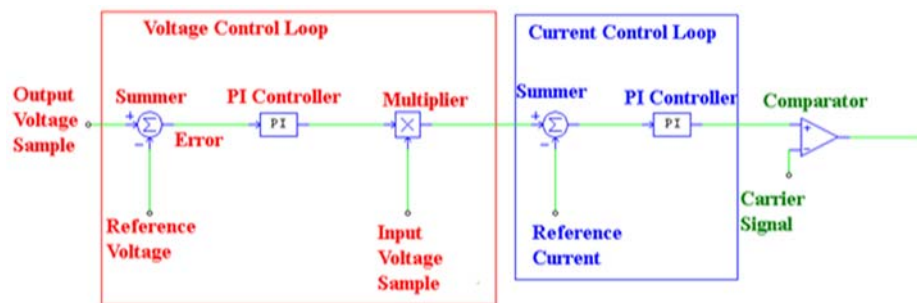 Voltage Control Loop
Current Control Loop
Output
Voltage
Sample
Summer
+
Σ
−
Error
PI Controller
PI
Multiplier
X
Reference
Voltage
Input
Voltage
Sample
Summer
+
Σ
−
PI Controller
PI
Reference
Current
Comparator
+
−
Carrier
Signal